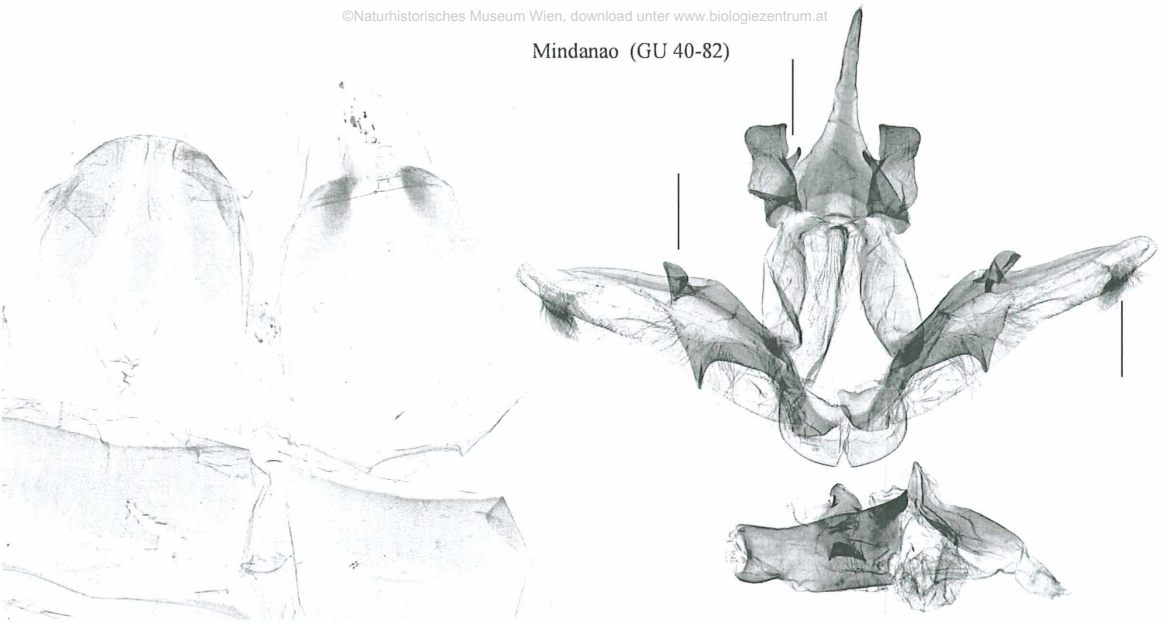 ©Naturhistorisches Museum Wien, download unter www.biologiezentrum.at
Mindanao (GU 40-82)